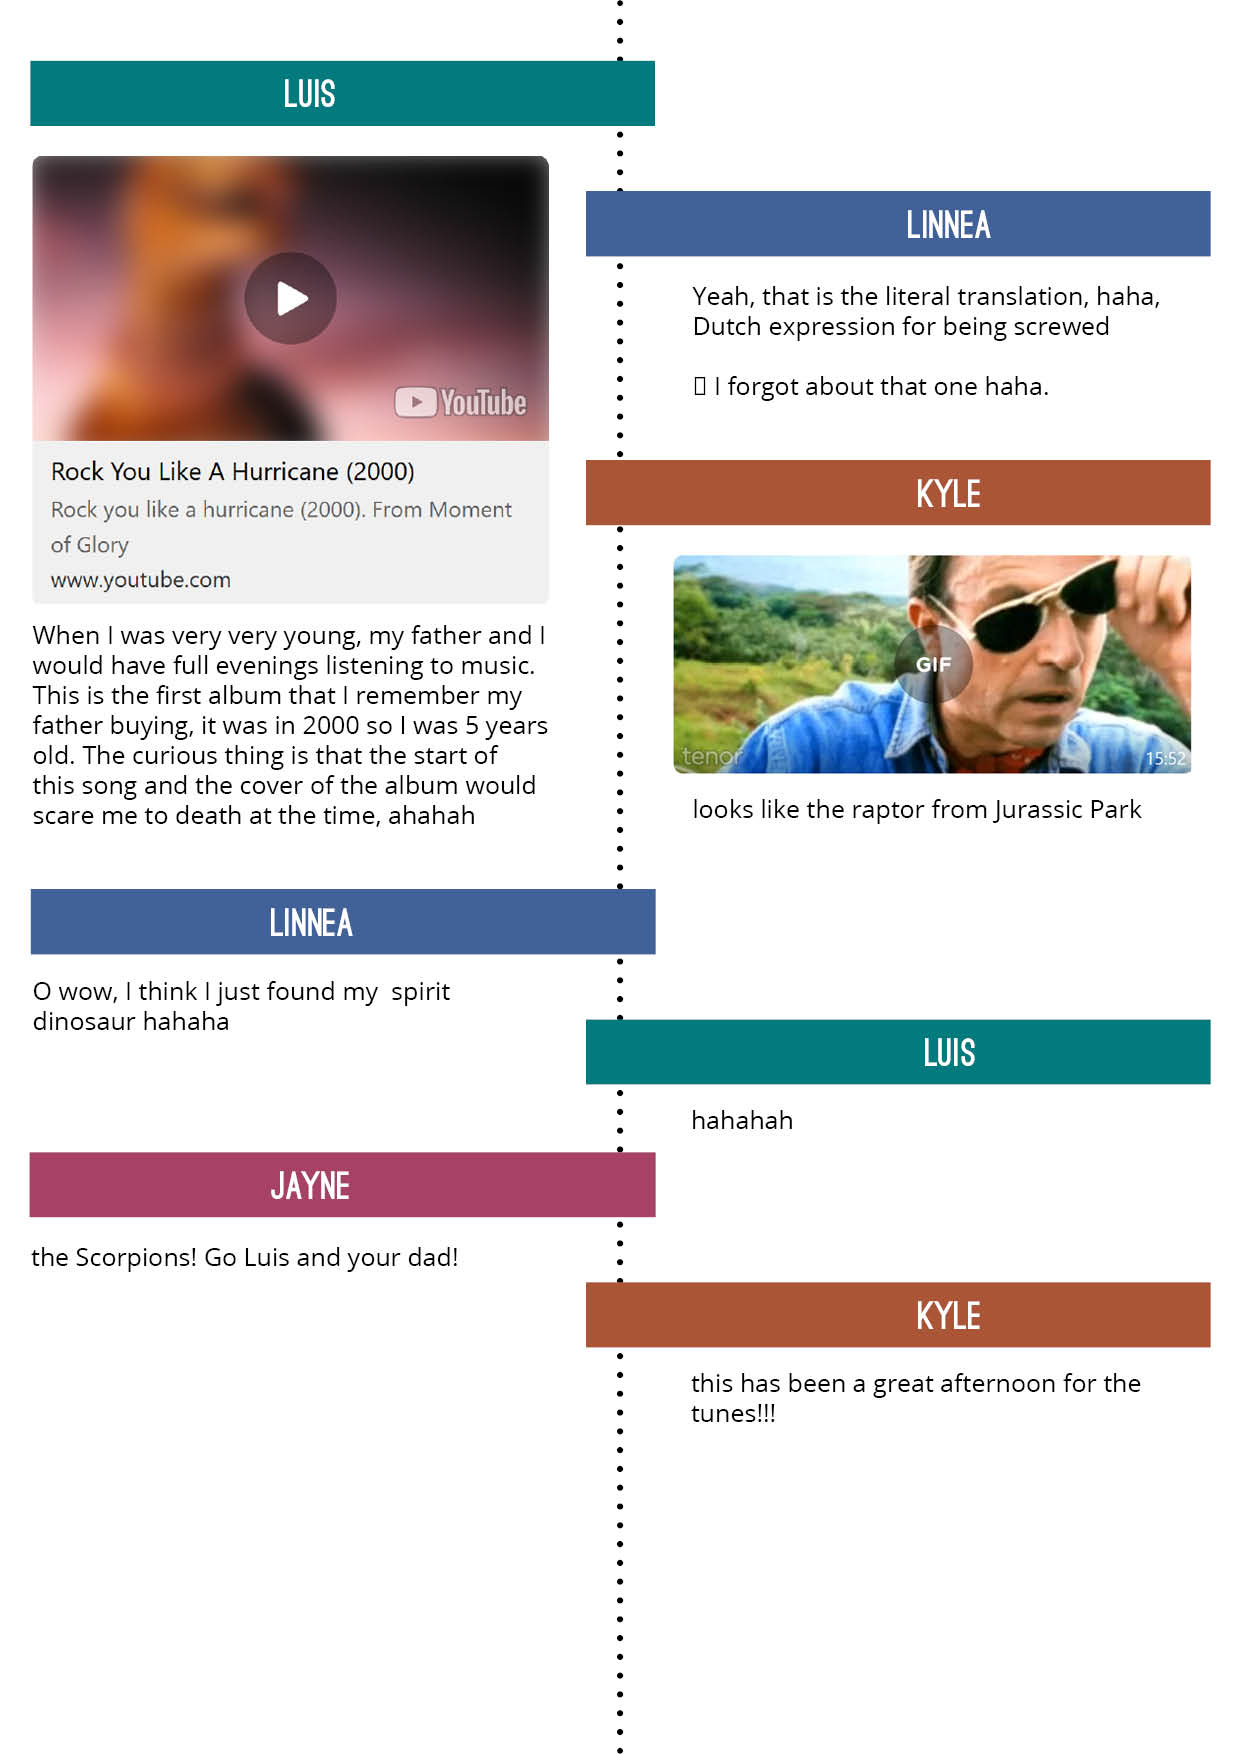 LUIS
YouTube
Rock You Like A Hurricane (2000)
Rock you like a hurricane (2000). From Moment
of Glory
www.youtube.com
When I was very very young, my father and I
would have full evenings listening to music.
This is the first album that I remember my
father buying, it was in 2000 so I was 5 years
old. The curious thing is that the start of
this song and the cover of the album would
scare me to death at the time, ahahah
LINNEA
Yeah, that is the literal translation, haha,
Dutch expression for being screwed
▯ I forgot about that one haha.
KYLE
GIF
tenor
15:52
looks like the raptor from Jurassic Park
LINNEA
O wow, I think I just found my  spirit
dinosaur hahaha
LUIS
hahahah
JAYNE
the Scorpions! Go Luis and your dad!
KYLE
this has been a great afternoon for the
tunes!!!